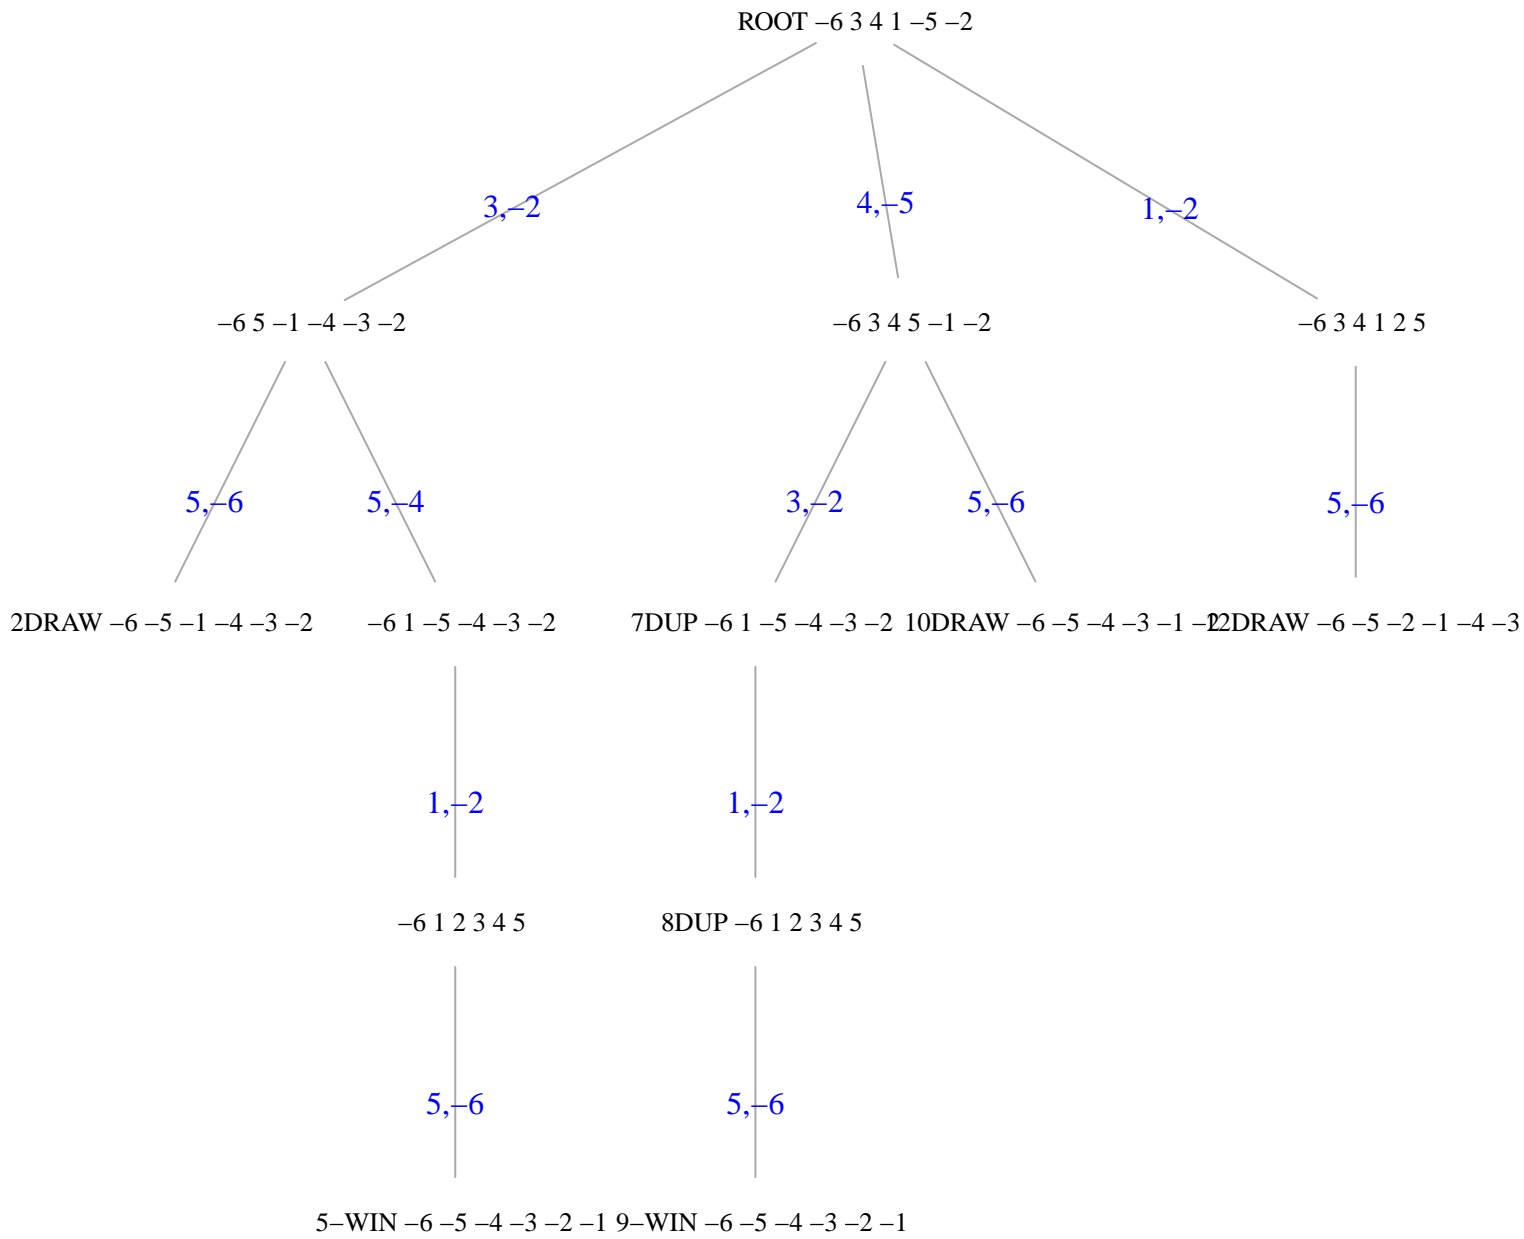 ROOT –6 3 4 1 –5 –2
3,–2
4,–5
1,–2
–6 5 –1 –4 –3 –2
–6 3 4 5 –1 –2
–6 3 4 1 2 5
5,–6
5,–4
3,–2
5,–6
5,–6
2DRAW –6 –5 –1 –4 –3 –2
–6 1 –5 –4 –3 –2
7DUP –6 1 –5 –4 –3 –2
10DRAW –6 –5 –4 –3 –1 –2
12DRAW –6 –5 –2 –1 –4 –3
1,–2
1,–2
–6 1 2 3 4 5
8DUP –6 1 2 3 4 5
5,–6
5,–6
5–WIN –6 –5 –4 –3 –2 –1
9–WIN –6 –5 –4 –3 –2 –1